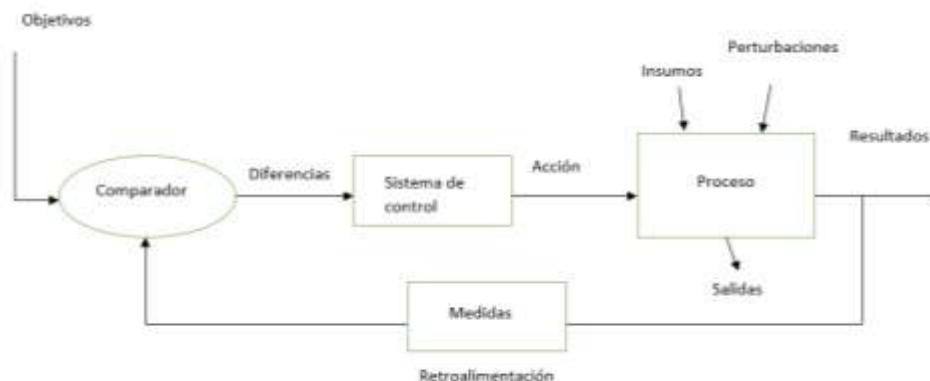 Objetivos
Perturbaciones
Insumos
Resultados
Comparador
Diferencias
Sistema de
control
Acción
Proceso
Salidas
Medidas
Retroalimentación